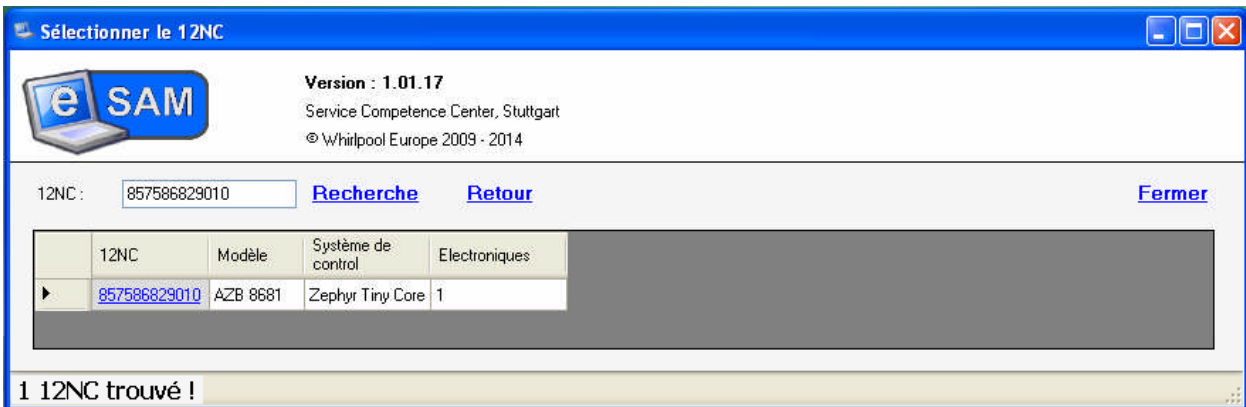 Sélectionner le 12NC
e SAM
Version : 1.01.17
Service Competence Center, Stuttgart
© Whirlpool Europe 2009 - 2014
12NC : 857586829010 Recherche Retour Fermer
12NC Modèle Système de control Electroniques
857586829010 AZB 8681 Zephyr Tiny Core 1
1 12NC trouvé !